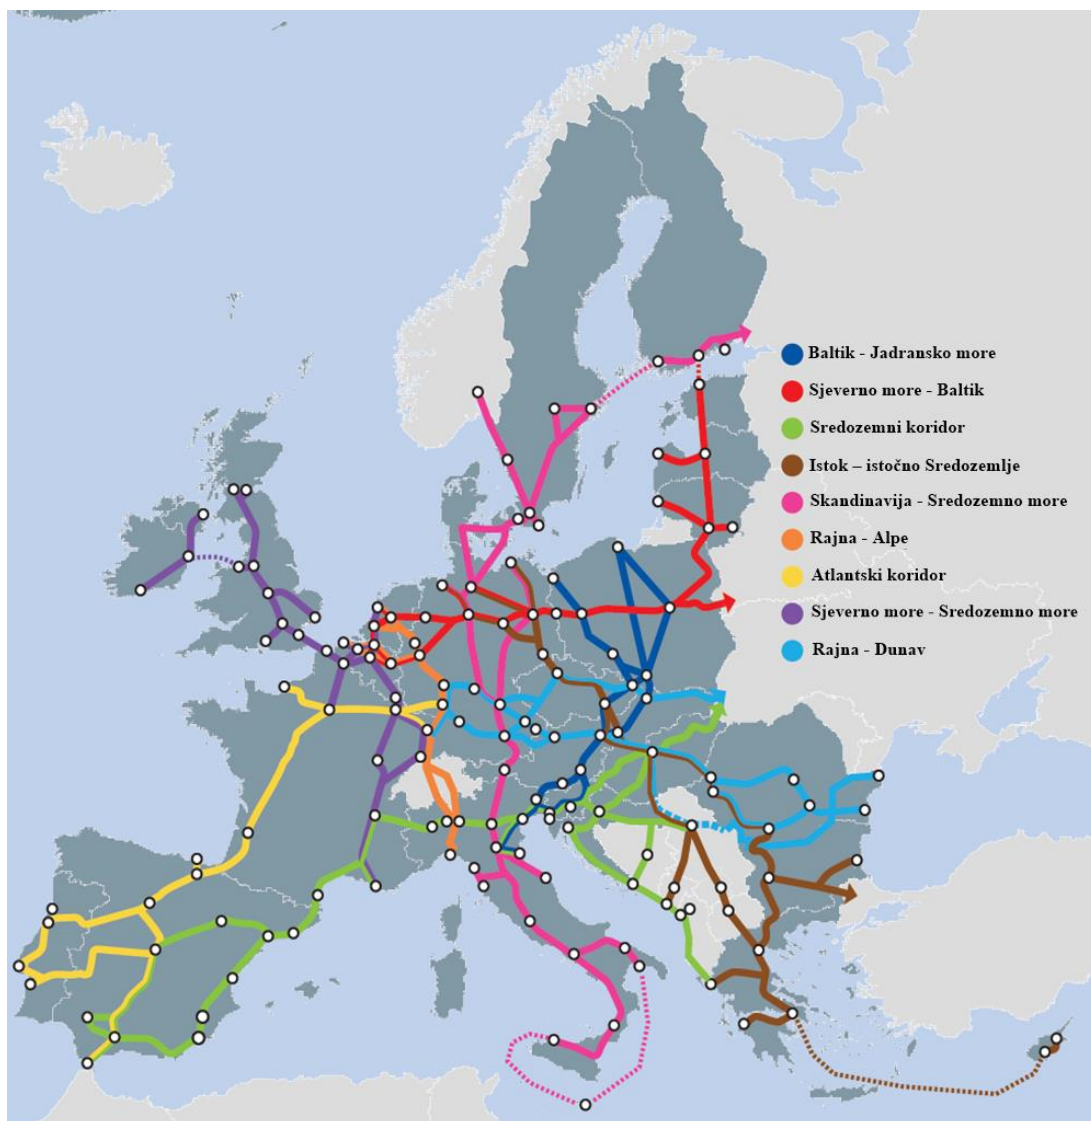 Baltik - Jadransko more
Sjeverno more - Baltik
Sredozemni koridor
Istok – istočno Sredozemlje
Skandinavija - Sredozemno more
Rajna - Alpe
Atlantski koridor
Sjeverno more - Sredozemno more
Rajna - Dunav